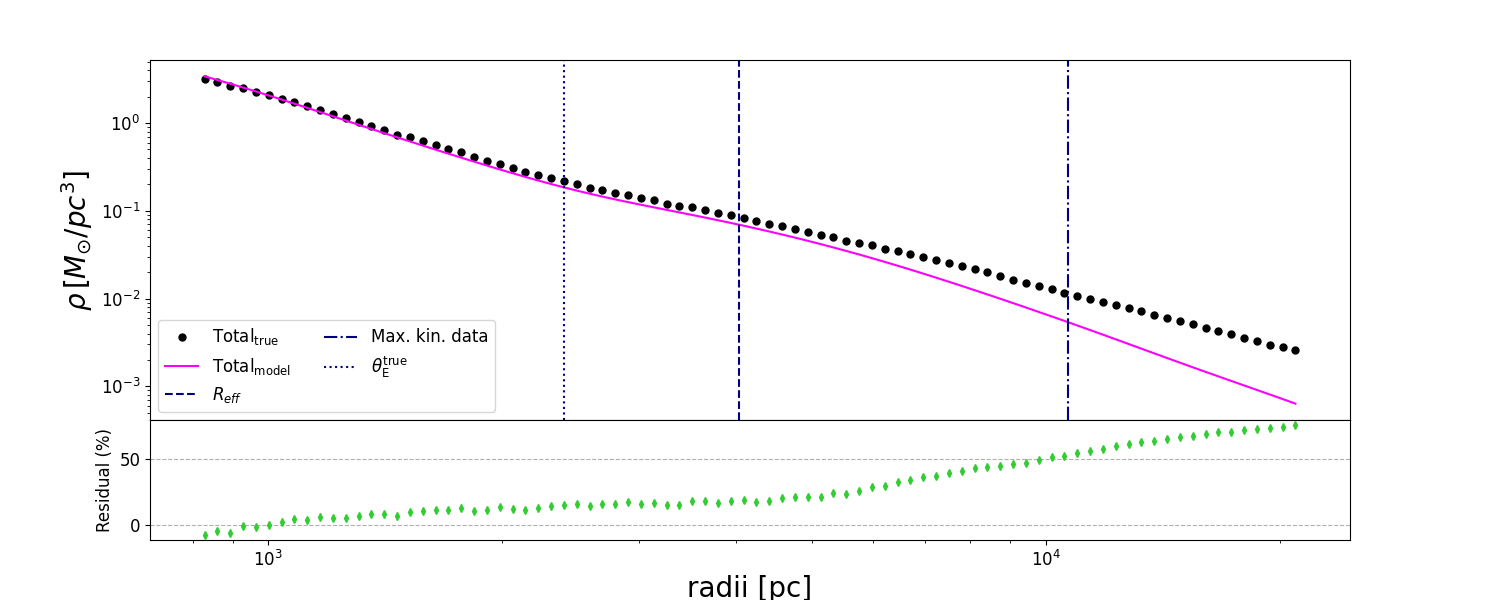 ρ [M⊙/pc³]
10⁰
10⁻¹
10⁻²
10⁻³
Total_true
Total_model
R_eff
Max. kin. data
θ_E^true
Residual (%)
50
0
10³
10⁴
radii [pc]